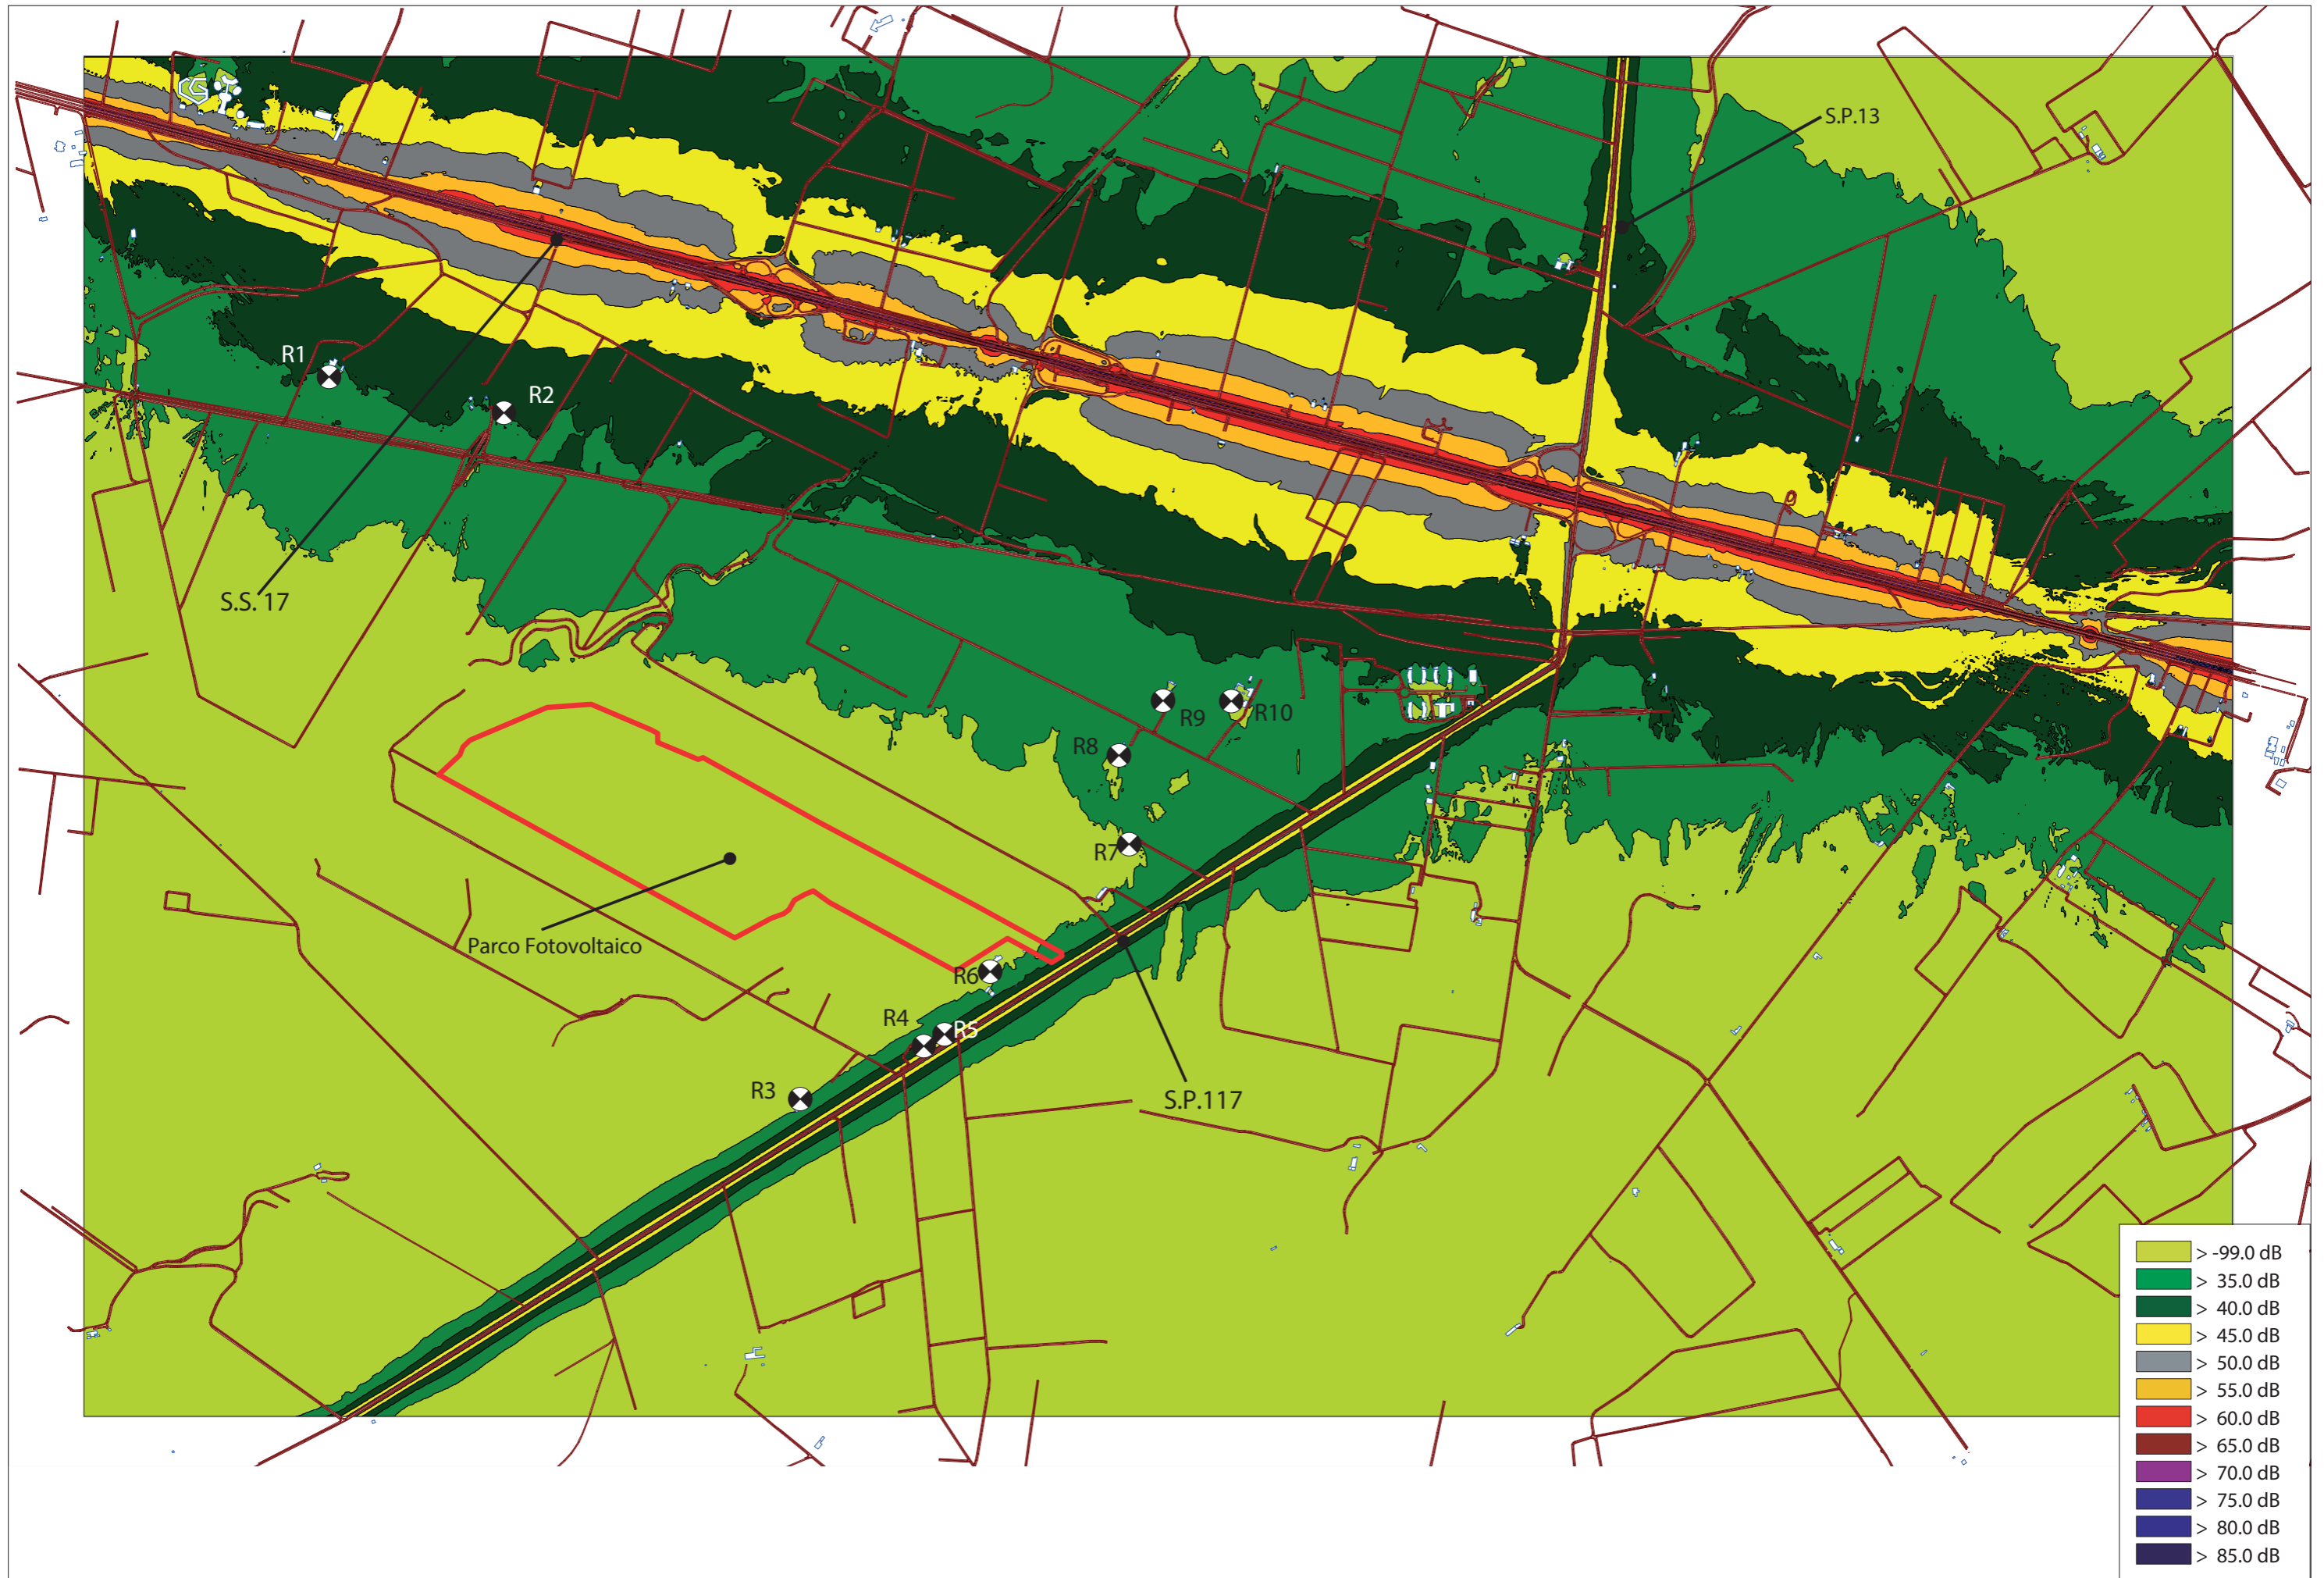 S.P.13
R1
R2
S.S. 17
R9
R10
R8
R7
Parco Fotovoltaico
R6
R4
R5
R3
S.P.117
> -99.0 dB
> 35.0 dB
> 40.0 dB
> 45.0 dB
> 50.0 dB
> 55.0 dB
> 60.0 dB
> 65.0 dB
> 70.0 dB
> 75.0 dB
> 80.0 dB
> 85.0 dB